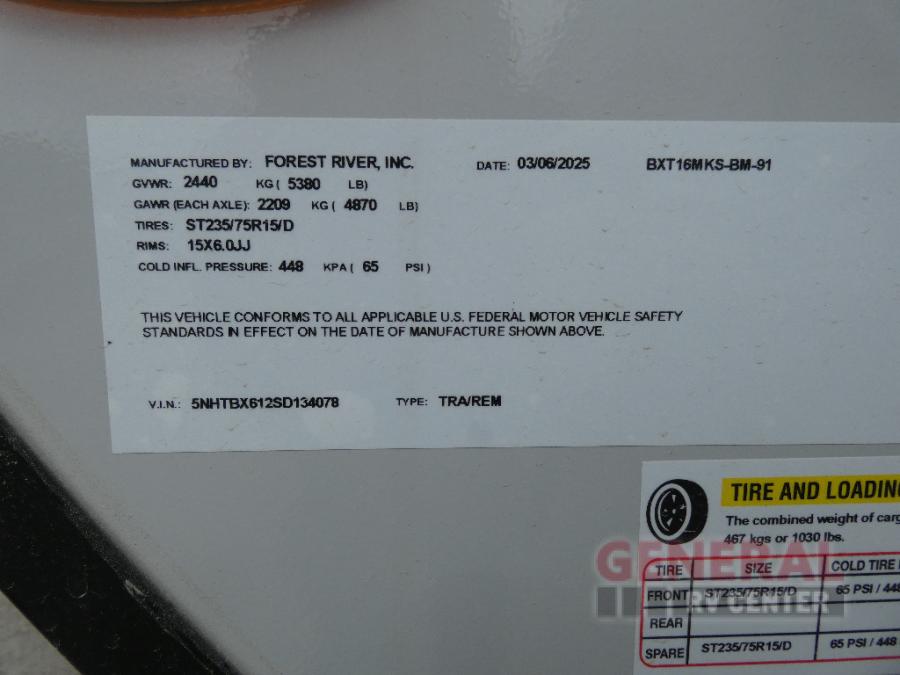 MANUFACTURED BY: FOREST RIVER, INC. DATE: 03/06/2025 BXT16MKS-BM-91
GVWR: 2440 KG ( 5380 LB)
GAWR (EACH AXLE): 2209 KG ( 4870 LB)
TIRES: ST235/75R15/D
RIMS: 15X6.0JJ
COLD INFL. PRESSURE: 448 KPA ( 65 PSI )
THIS VEHICLE CONFORMS TO ALL APPLICABLE U.S. FEDERAL MOTOR VEHICLE SAFETY
STANDARDS IN EFFECT ON THE DATE OF MANUFACTURE SHOWN ABOVE.
V.I.N.: 5NHTBX612SD134078 TYPE: TRA/REM
TIRE AND LOADING
The combined weight of carg
467 kgs or 1030 lbs.
TIRE SIZE COLD TIRE
FRONT ST235/75R15/D 65 PSI / 448
REAR
SPARE ST235/75R15/D 65 PSI / 448
GENERAL
RV CENTER